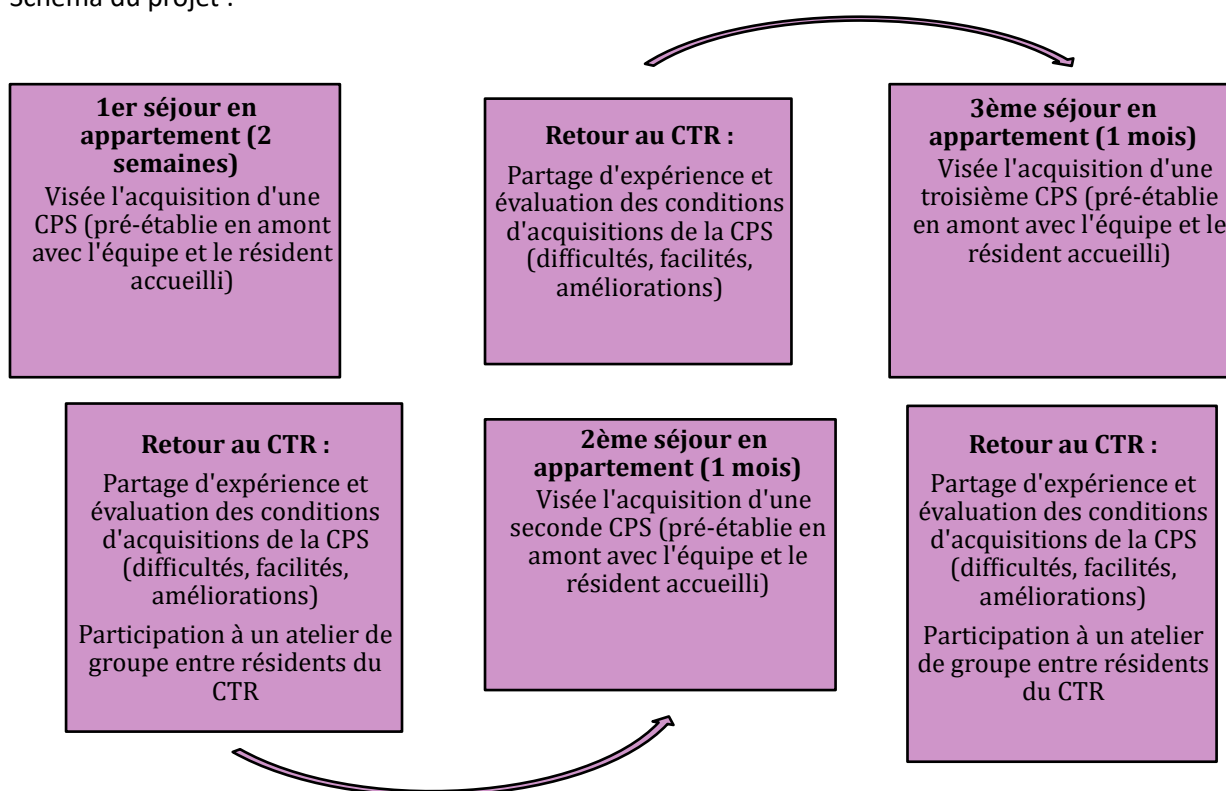 Schéma du projet :
1er séjour en
appartement (2
semaines)
Visée l'acquisition d'une
CPS (pré-établie en amont
avec l'équipe et le résident
accueilli)
Retour au CTR :
Partage d'expérience et
évaluation des conditions
d'acquisitions de la CPS
(difficultés, facilités,
améliorations)
Participation à un atelier de
groupe entre résidents du
CTR
2ème séjour en
appartement (1 mois)
Visée l'acquisition d'une
seconde CPS (pré-établie en
amont avec l'équipe et le
résident accueilli)
Retour au CTR :
Partage d'expérience et
évaluation des conditions
d'acquisitions de la CPS
(difficultés, facilités,
améliorations)
3ème séjour en
appartement (1 mois)
Visée l'acquisition d'une
troisième CPS (pré-établie
en amont avec l'équipe et le
résident accueilli)
Retour au CTR :
Partage d'expérience et
évaluation des conditions
d'acquisitions de la CPS
(difficultés, facilités,
améliorations)
Participation à un atelier
de groupe entre résidents
du CTR